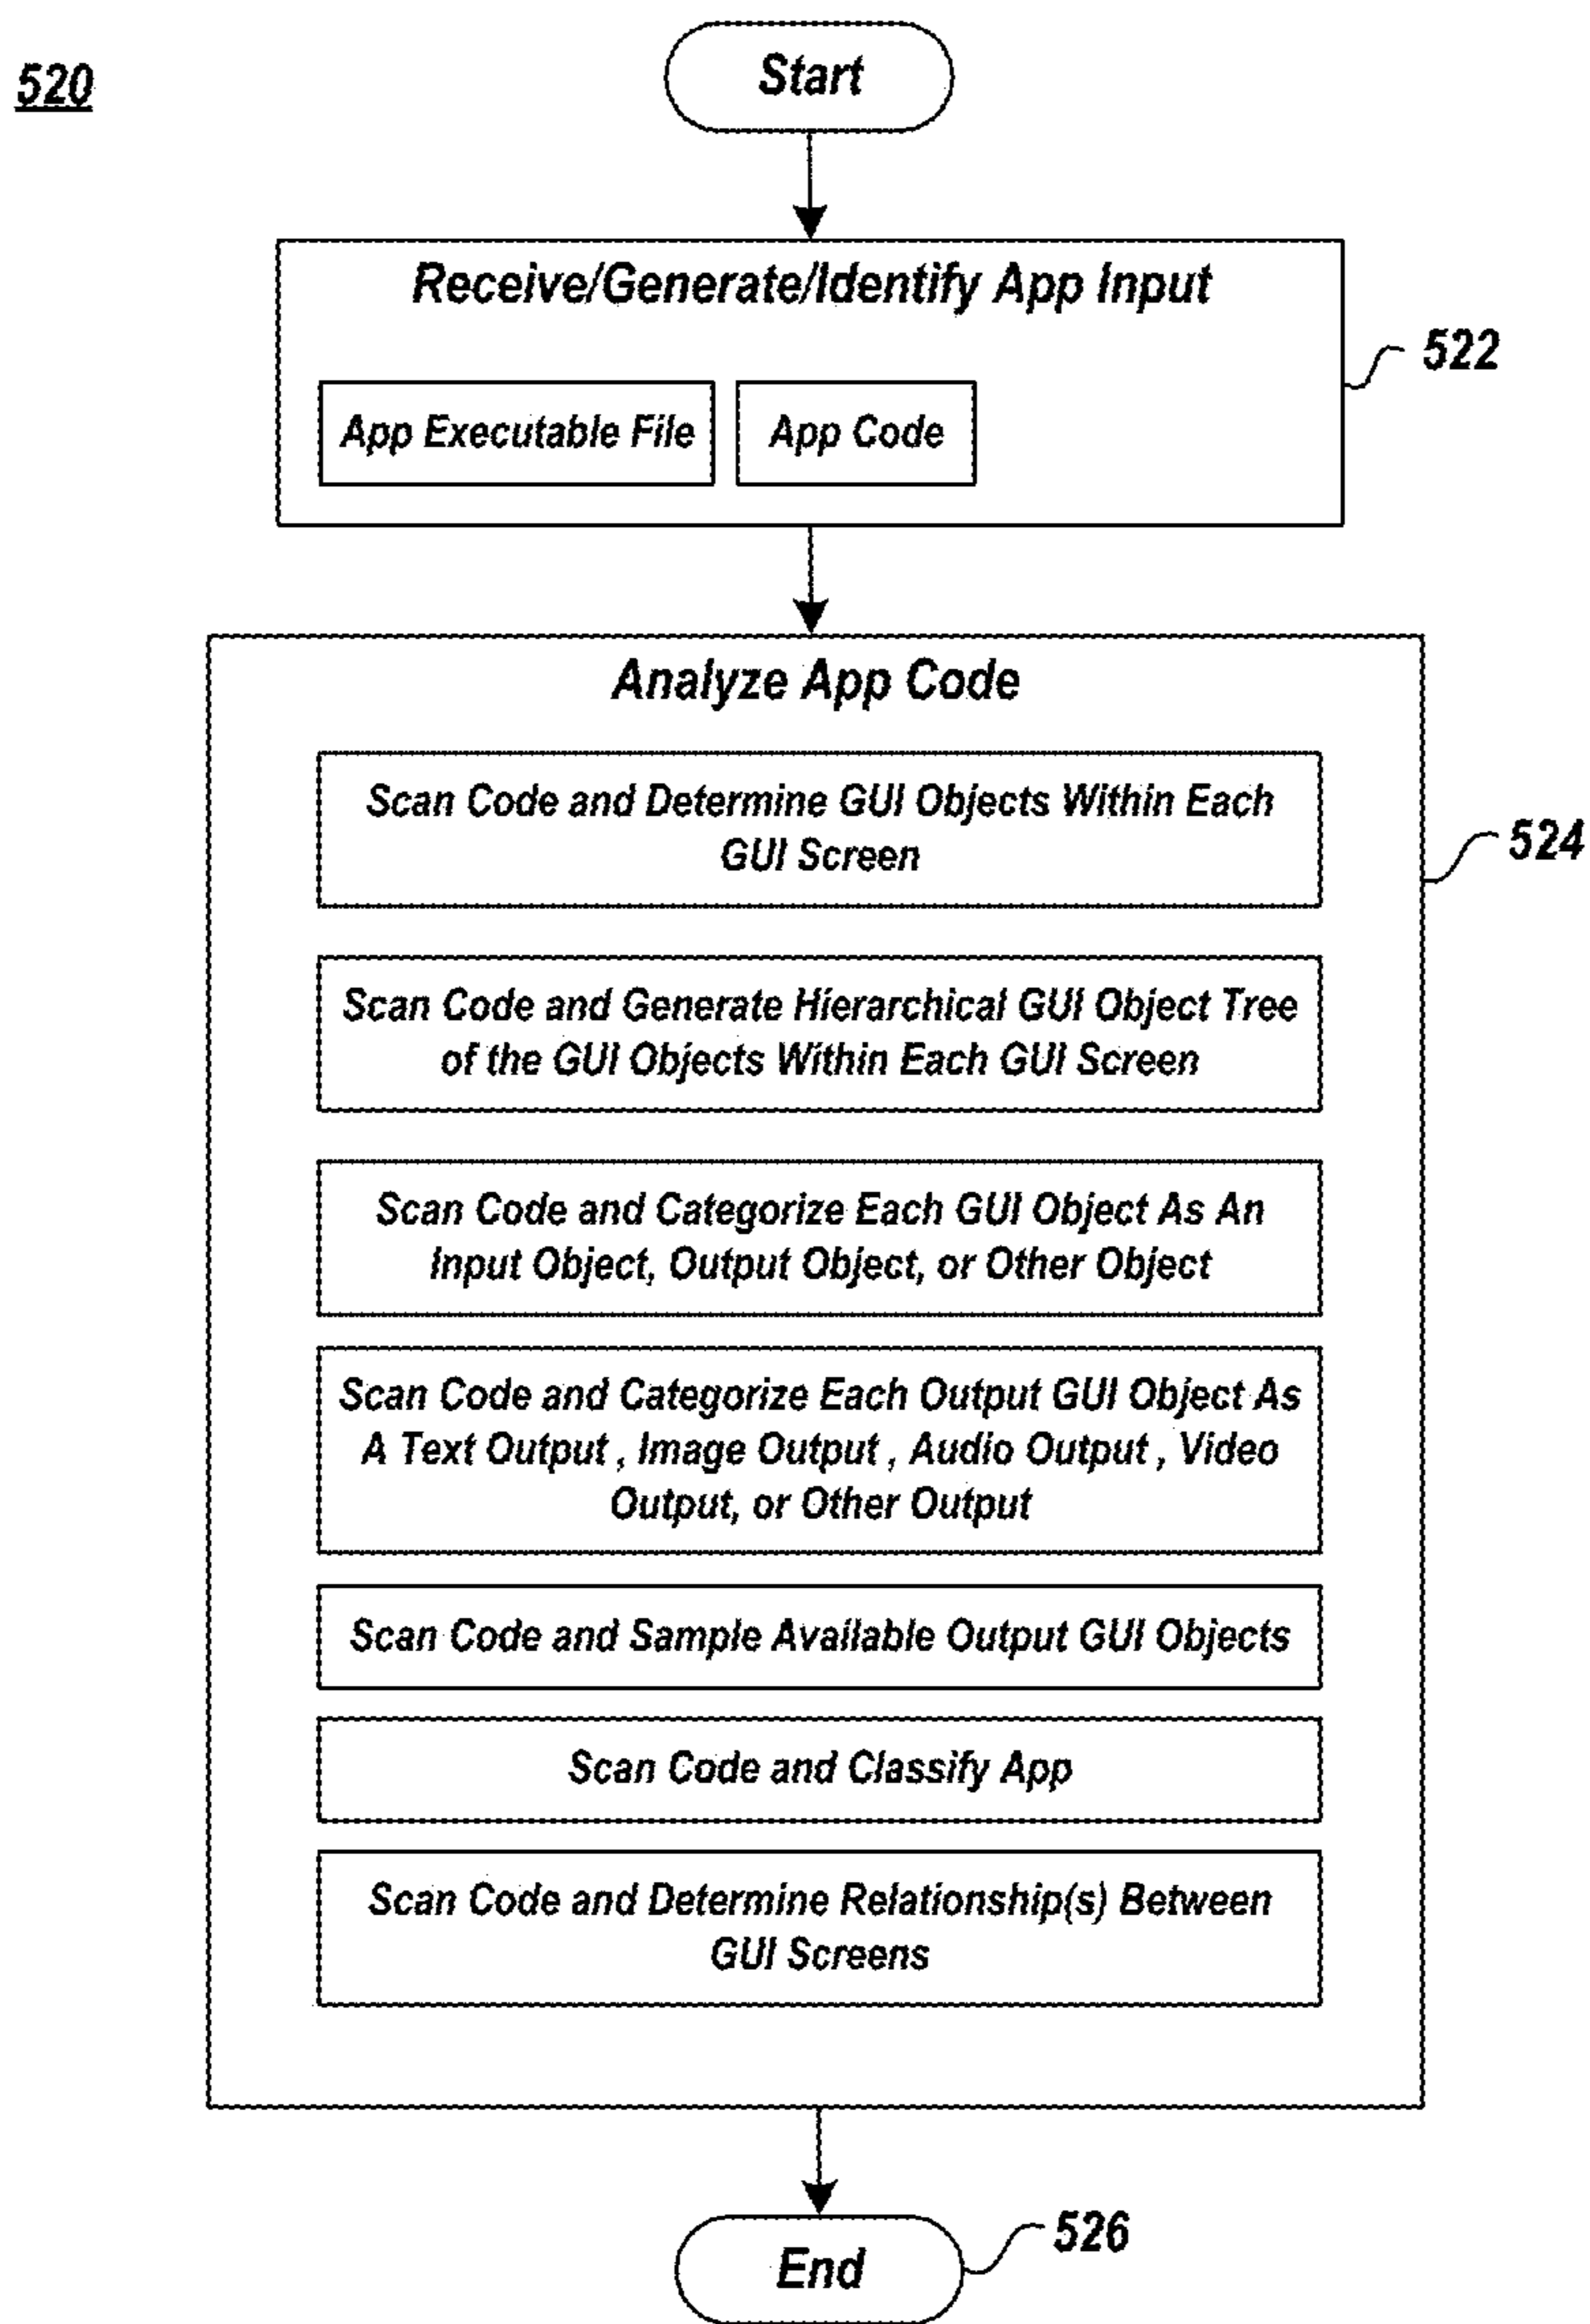 520
Start
Receive/Generate/Identify App Input
522
App Executable File
App Code
Analyze App Code
Scan Code and Determine GUI Objects Within Each
GUI Screen
524
Scan Code and Generate Hierarchical GUI Object Tree
of the GUI Objects Within Each GUI Screen
Scan Code and Categorize Each GUI Object As An
Input Object, Output Object, or Other Object
Scan Code and Categorize Each Output GUI Object As
A Text Output , Image Output , Audio Output , Video
Output, or Other Output
Scan Code and Sample Available Output GUI Objects
Scan Code and Classify App
Scan Code and Determine Relationship(s) Between
GUI Screens
526
End